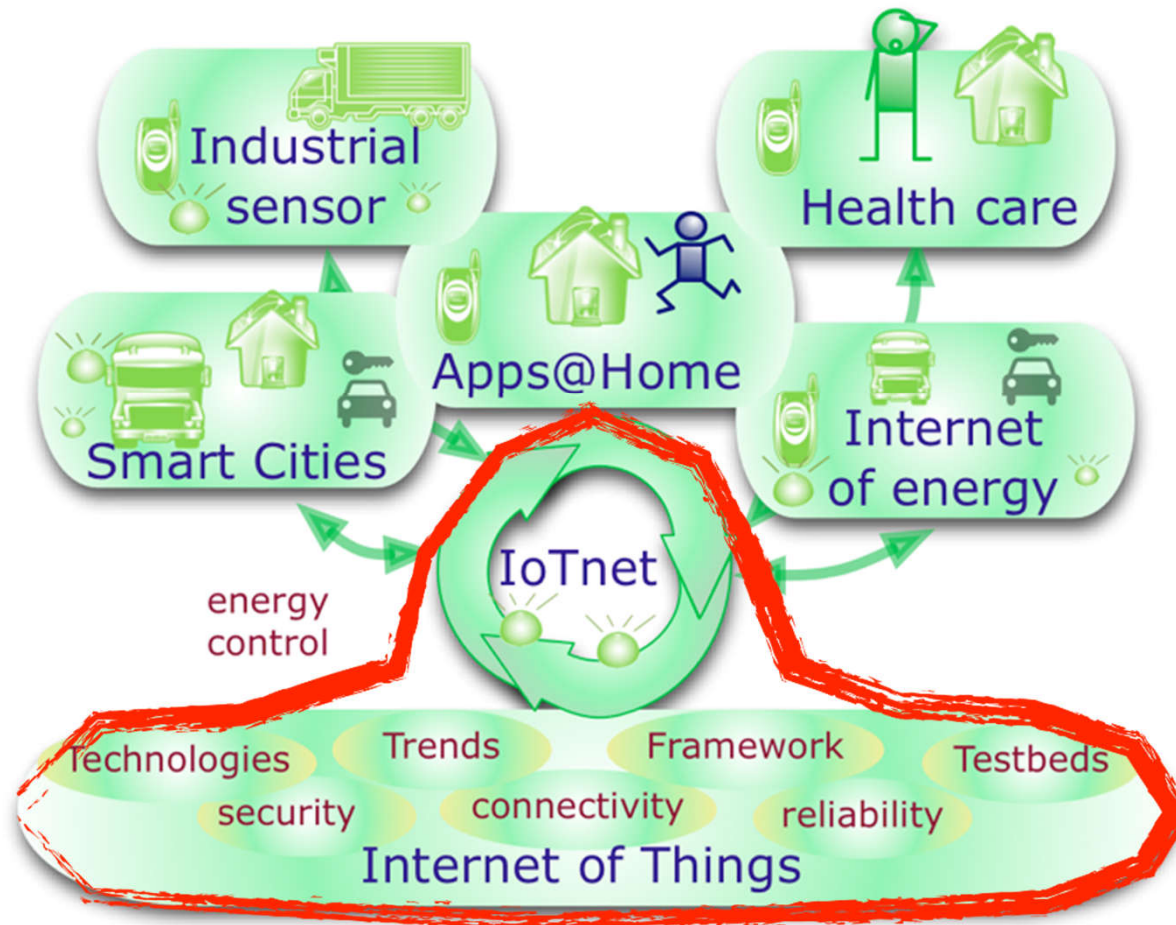 Industrial
sensor
Health care
Apps@Home
Smart Cities
Internet
of energy
IoTnet
energy
control
Technologies
Trends
Framework
Testbeds
security
connectivity
reliability
Internet of Things